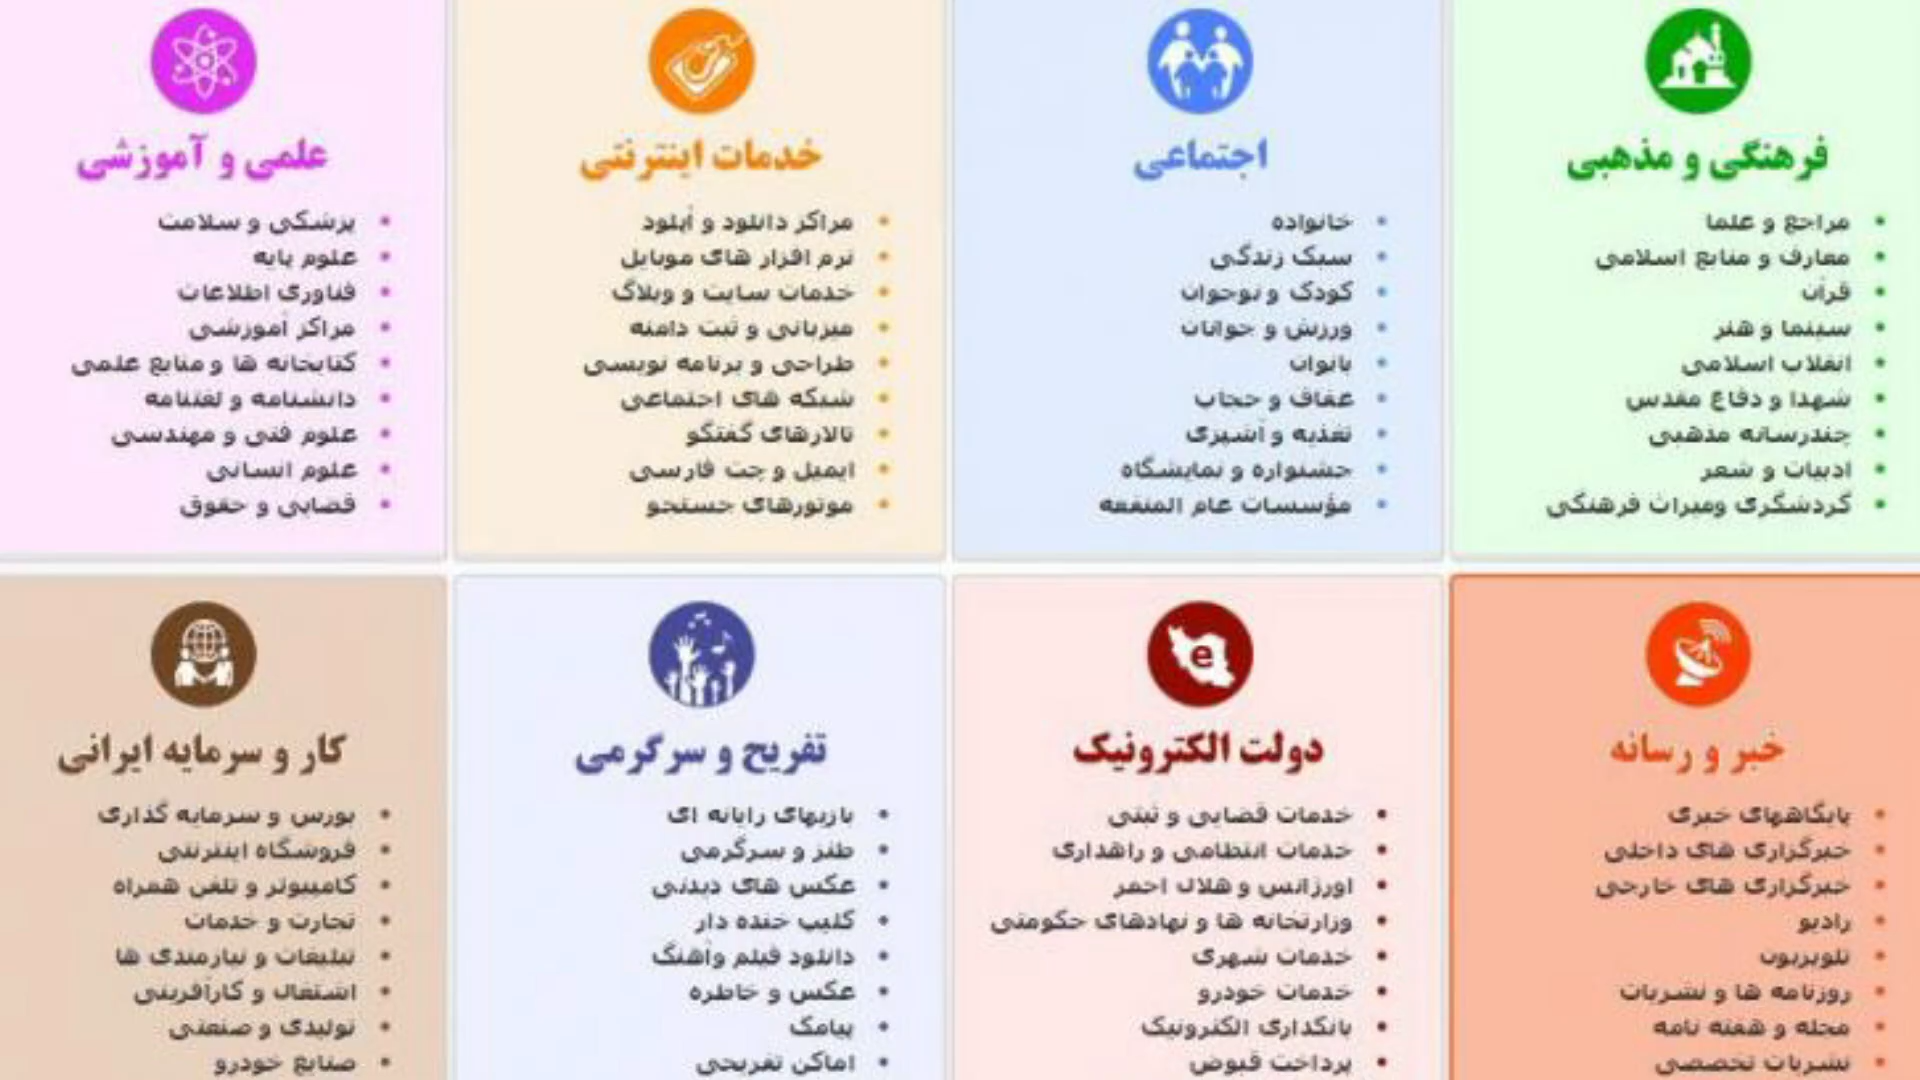 فرهنگی و مذهبی
مراجع و علما
معارف و منابع اسلامی
قرآن
سینما و هنر
انقلاب اسلامی
شهدا و دفاع مقدس
چندرسانه مذهبی
ادبیات و شعر
گردشگری ومیراث فرهنگی
اجتماعی
خانواده
سبک زندگی
کودک و نوجوان
ورزش و جوانان
بانوان
عفاف و حجاب
تغذیه و آشپزی
جشنواره و نمایشگاه
مؤسسات عام المنفعه
خدمات اینترنتی
مراکز دانلود و آپلود
نرم افزار های موبایل
خدمات سایت و وبلاگ
میزبانی و ثبت دامنه
طراحی و برنامه نویسی
شبکه های اجتماعی
تالارهای گفتگو
ایمیل و چت فارسی
موتورهای جستجو
علمی و آموزشی
پزشکی و سلامت
علوم پایه
فناوری اطلاعات
مراکز آموزشی
کتابخانه ها و منابع علمی
دانشنامه و لغتنامه
علوم فنی و مهندسی
علوم انسانی
قضایی و حقوق
خبر و رسانه
پایگاههای خبری
خبرگزاری های داخلی
خبرگزاری های خارجی
رادیو
تلویزیون
روزنامه ها و نشریات
مجله و هفته نامه
نشریات تخصصی
e
دولت الکترونیک
خدمات قضایی و ثبتی
خدمات انتظامی و راهداری
اورژانس و هلال احمر
وزارتخانه ها و نهادهای حکومتی
خدمات شهری
خدمات خودرو
بانکداری الکترونیک
پرداخت قبوض
تفریح و سرگرمی
بازیهای رایانه ای
طنز و سرگرمی
عکس های دیدنی
کلیپ خنده دار
دانلود فیلم وآهنگ
عکس و خاطره
پیامک
اماکن تفریحی
کار و سرمایه ایرانی
بورس و سرمایه گذاری
فروشگاه اینترنتی
کامپیوتر و تلفن همراه
تجارت و خدمات
تبلیغات و نیازمندی ها
اشتغال و کارآفرینی
تولیدی و صنعتی
صنایع خودرو